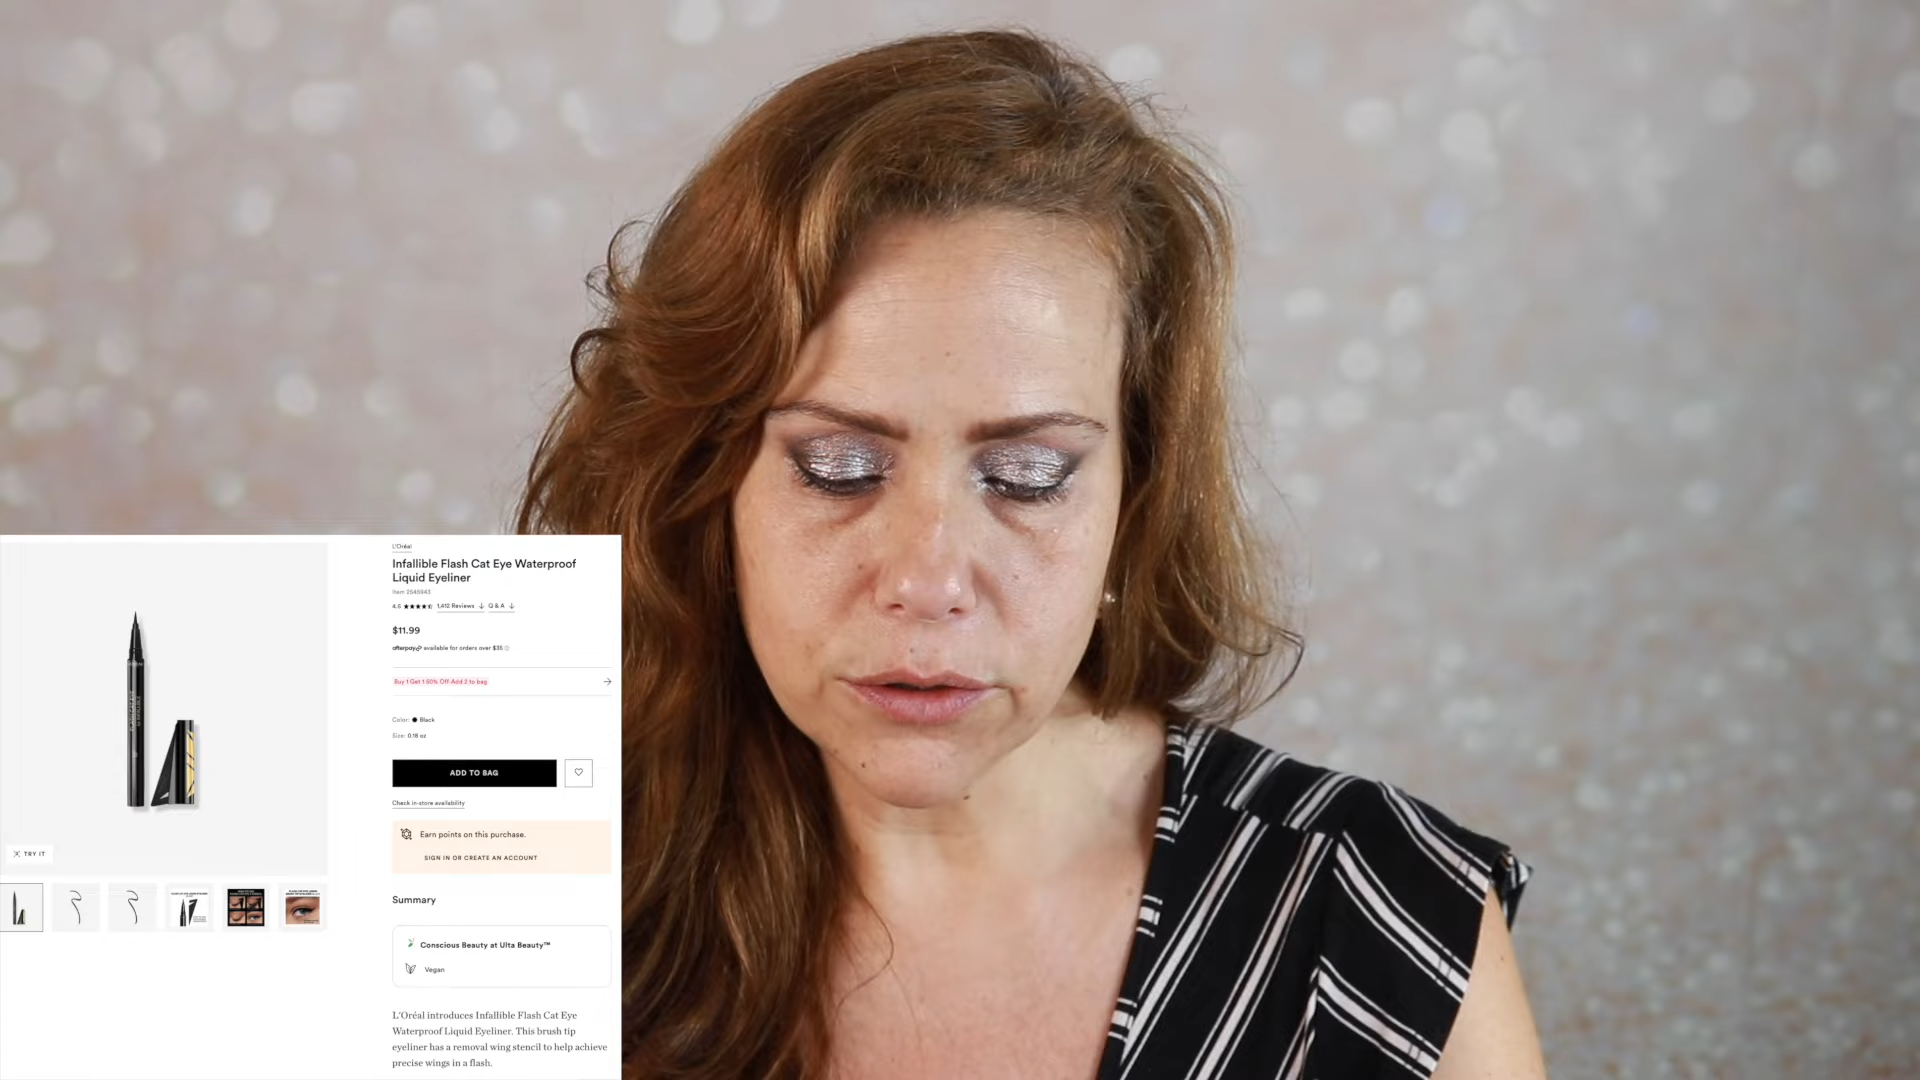 L'Oréal
Infallible Flash Cat Eye Waterproof
Liquid Eyeliner
Item 2545943
4.6 ★★★★★ 1,412 Reviews ↓ Q & A ↓
$11.99
afterpay available for orders over $35
Buy 1 Get 1 50% Off-Add 2 to bag
Color: Black
Size: 0.16 oz
ADD TO BAG
Check in-store availability
TRY IT
Earn points on this purchase.
SIGN IN OR CREATE AN ACCOUNT
Summary
Conscious Beauty at Ulta Beauty™
Vegan
L'Oréal introduces Infallible Flash Cat Eye
Waterproof Liquid Eyeliner. This brush tip
eyeliner has a removal wing stencil to help achieve
precise wings in a flash.